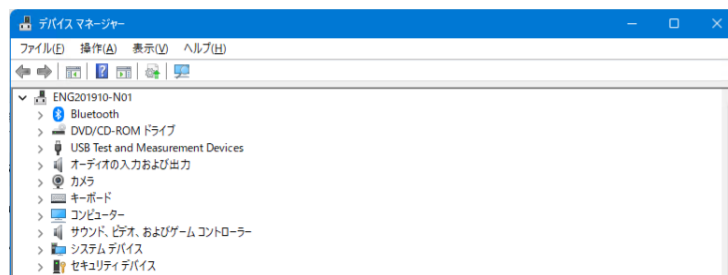 デバイス マネージャー
ファイル(F) 操作(A) 表示(V) ヘルプ(H)
ENG201910-N01
Bluetooth
DVD/CD-ROM ドライブ
USB Test and Measurement Devices
オーディオの入力および出力
カメラ
キーボード
コンピューター
サウンド、ビデオ、およびゲーム コントローラー
システム デバイス
セキュリティ デバイス